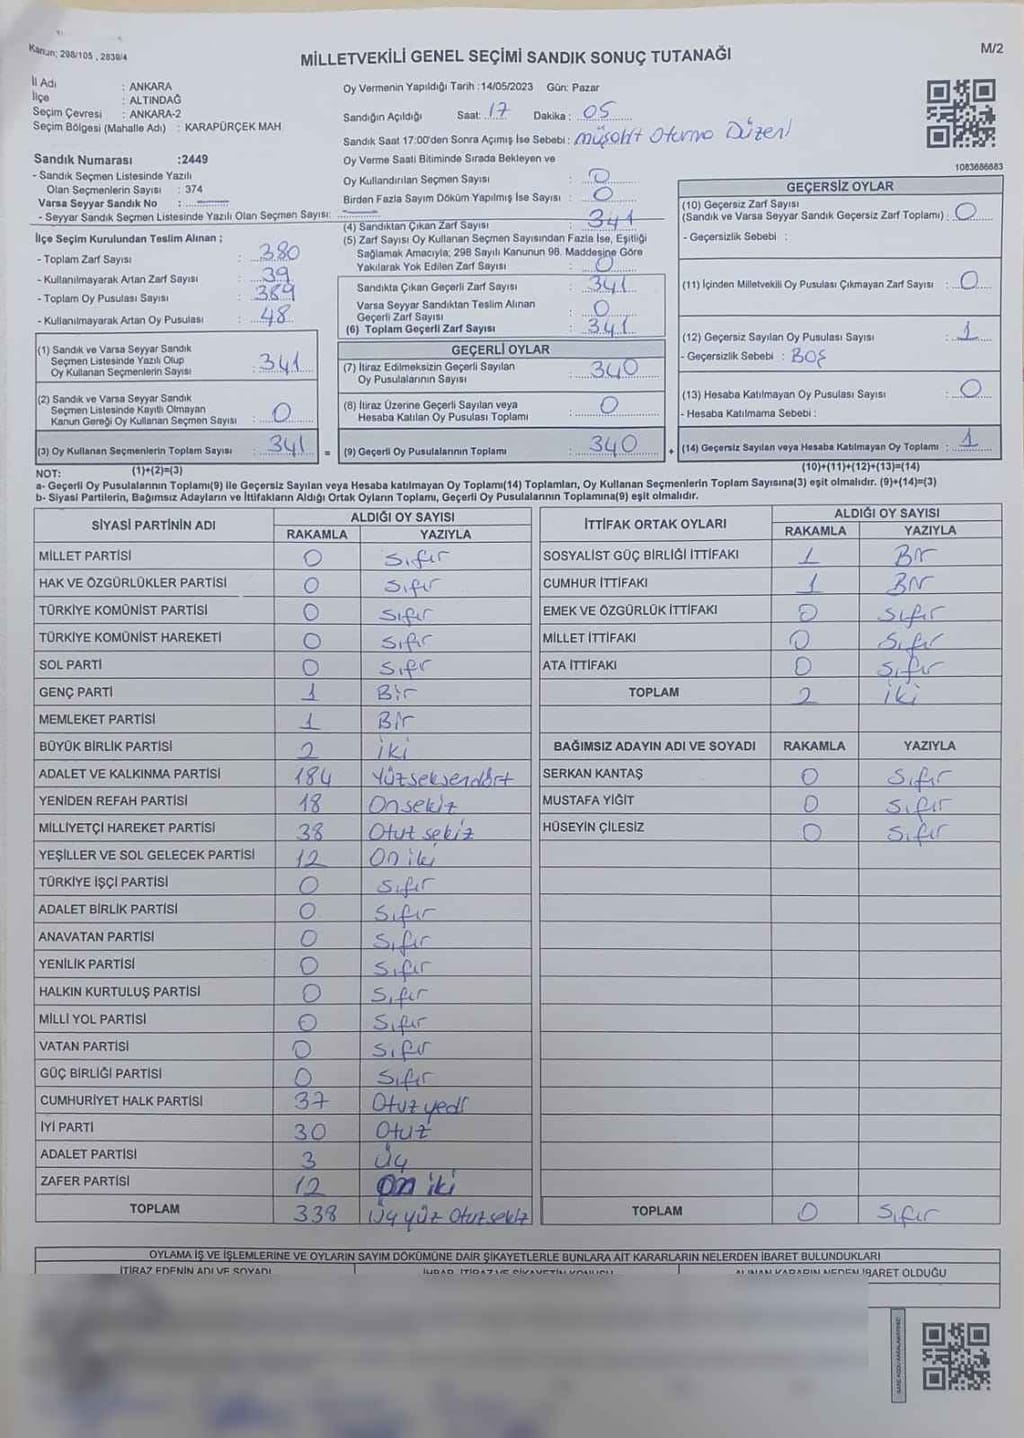 Kanun: 298/105 , 2839/4
MİLLETVEKİLİ GENEL SEÇİMİ SANDIK SONUÇ TUTANAĞI
M/2
İl Adı : ANKARA
İlçe : ALTINDAĞ
Seçim Çevresi : ANKARA-2
Seçim Bölgesi (Mahalle Adı) : KARAPÜRÇEK MAH
Sandık Numarası :2449
- Sandık Seçmen Listesinde Yazılı
Olan Seçmenlerin Sayısı : 374
Varsa Seyyar Sandık No :
- Seyyar Sandık Seçmen Listesinde Yazılı Olan Seçmen Sayısı:
İlçe Seçim Kurulundan Teslim Alınan ;
- Toplam Zarf Sayısı : 380
- Kullanılmayarak Artan Zarf Sayısı : 39
- Toplam Oy Pusulası Sayısı : 389
- Kullanılmayarak Artan Oy Pusulası : 48
(1) Sandık ve Varsa Seyyar Sandık
Seçmen Listesinde Yazılı Olup
Oy Kullanan Seçmenlerin Sayısı : 341
(2) Sandık ve Varsa Seyyar Sandık
Seçmen Listesinde Kayıtlı Olmayan
Kanun Gereği Oy Kullanan Seçmen Sayısı : 0
(3) Oy Kullanan Seçmenlerin Toplam Sayısı : 341
(1)+(2)=(3)
Oy Vermenin Yapıldığı Tarih :14/05/2023 Gün: Pazar
Sandığın Açıldığı Saat: 17 Dakika : 05
Sandık Saat 17:00'den Sonra Açımış İse Sebebi : müşahit Oturma Düzeni
Oy Verme Saati Bitiminde Sırada Bekleyen ve
Oy Kullandırılan Seçmen Sayısı : 0
Birden Fazla Sayım Döküm Yapılmış İse Sayısı : 0
(4) Sandıktan Çıkan Zarf Sayısı : 341
(5) Zarf Sayısı Oy Kullanan Seçmen Sayısından Fazla İse, Eşitliği
Sağlamak Amacıyla; 298 Sayılı Kanunun 98. Maddesine Göre
Yakılarak Yok Edilen Zarf Sayısı : 0
Sandıkta Çıkan Geçerli Zarf Sayısı : 341
Varsa Seyyar Sandıktan Teslim Alınan
Geçerli Zarf Sayısı : 0
(6) Toplam Geçerli Zarf Sayısı : 341
GEÇERLİ OYLAR
(7) İtiraz Edilmeksizin Geçerli Sayılan
Oy Pusulalarının Sayısı : 340
(8) İtiraz Üzerine Geçerli Sayılan veya
Hesaba Katılan Oy Pusulası Toplamı : 0
= (9) Geçerli Oy Pusulalarının Toplamı : 340 +
1083686683
GEÇERSİZ OYLAR
(10) Geçersiz Zarf Sayısı
(Sandık ve Varsa Seyyar Sandık Geçersiz Zarf Toplamı) : 0
- Geçersizlik Sebebi :
(11) İçinden Milletvekili Oy Pusulası Çıkmayan Zarf Sayısı : 0
(12) Geçersiz Sayılan Oy Pusulası Sayısı : 1
- Geçersizlik Sebebi : BOŞ
(13) Hesaba Katılmayan Oy Pusulası Sayısı : 0
- Hesaba Katılmama Sebebi :
(14) Geçersiz Sayılan veya Hesaba Katılmayan Oy Toplamı : 1
(10)+(11)+(12)+(13)=(14)
NOT:
a- Geçerli Oy Pusulalarının Toplamı(9) ile Geçersiz Sayılan veya Hesaba katılmayan Oy Toplamı(14) Toplamları, Oy Kullanan Seçmenlerin Toplam Sayısına(3) eşit olmalıdır. (9)+(14)=(3)
b- Siyasi Partilerin, Bağımsız Adayların ve İttifakların Aldığı Ortak Oyların Toplamı, Geçerli Oy Pusulalarının Toplamına(9) eşit olmalıdır.
SİYASİ PARTİNİN ADI ALDIĞI OY SAYISI
RAKAMLA YAZIYLA
MİLLET PARTİSİ 0 Sıfır
HAK VE ÖZGÜRLÜKLER PARTİSİ 0 Sıfır
TÜRKİYE KOMÜNİST PARTİSİ 0 Sıfır
TÜRKİYE KOMÜNİST HAREKETİ 0 Sıfır
SOL PARTİ 0 Sıfır
GENÇ PARTİ 1 Bir
MEMLEKET PARTİSİ 1 Bir
BÜYÜK BİRLİK PARTİSİ 2 İki
ADALET VE KALKINMA PARTİSİ 184 Yüzseksendört
YENİDEN REFAH PARTİSİ 18 Onsekiz
MİLLİYETÇİ HAREKET PARTİSİ 38 Otuz sekiz
YEŞİLLER VE SOL GELECEK PARTİSİ 12 On iki
TÜRKİYE İŞÇİ PARTİSİ 0 Sıfır
ADALET BİRLİK PARTİSİ 0 Sıfır
ANAVATAN PARTİSİ 0 Sıfır
YENİLİK PARTİSİ 0 Sıfır
HALKIN KURTULUŞ PARTİSİ 0 Sıfır
MİLLİ YOL PARTİSİ 0 Sıfır
VATAN PARTİSİ 0 Sıfır
GÜÇ BİRLİĞİ PARTİSİ 0 Sıfır
CUMHURİYET HALK PARTİSİ 37 Otuz yedi
İYİ PARTİ 30 Otuz
ADALET PARTİSİ 3 Üç
ZAFER PARTİSİ 12 On iki
TOPLAM 338 Üç yüz Otuz sekiz
İTTİFAK ORTAK OYLARI ALDIĞI OY SAYISI
RAKAMLA YAZIYLA
SOSYALİST GÜÇ BİRLİĞİ İTTİFAKI 1 Bir
CUMHUR İTTİFAKI 1 Bir
EMEK VE ÖZGÜRLÜK İTTİFAKI 0 Sıfır
MİLLET İTTİFAKI 0 Sıfır
ATA İTTİFAKI 0 Sıfır
TOPLAM 2 İki
BAĞIMSIZ ADAYIN ADI VE SOYADI RAKAMLA YAZIYLA
SERKAN KANTAŞ 0 Sıfır
MUSTAFA YİĞİT 0 Sıfır
HÜSEYİN ÇİLESİZ 0 Sıfır
TOPLAM 0 Sıfır
OYLAMA İŞ VE İŞLEMLERİNE VE OYLARIN SAYIM DÖKÜMÜNE DAİR ŞİKAYETLERLE BUNLARA AİT KARARLARIN NELERDEN İBARET BULUNDUKLARI
İTİRAZ EDENİN ADI VE SOYADI İHBAR, İTİRAZ VE ŞİKAYETİN KONUSU ALINAN KARARIN NEDEN İBARET OLDUĞU